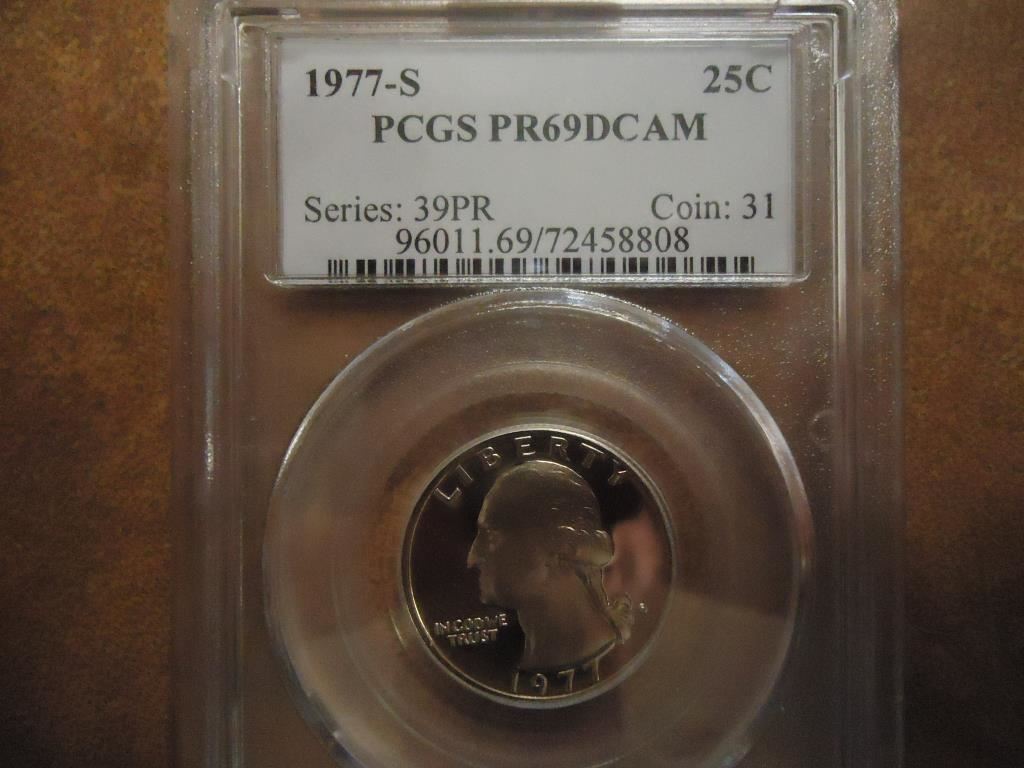 1977-S 25C
PCGS PR69DCAM
Series: 39PR Coin: 31
96011.69/72458808
LIBERTY
IN GOD WE
TRUST
1977